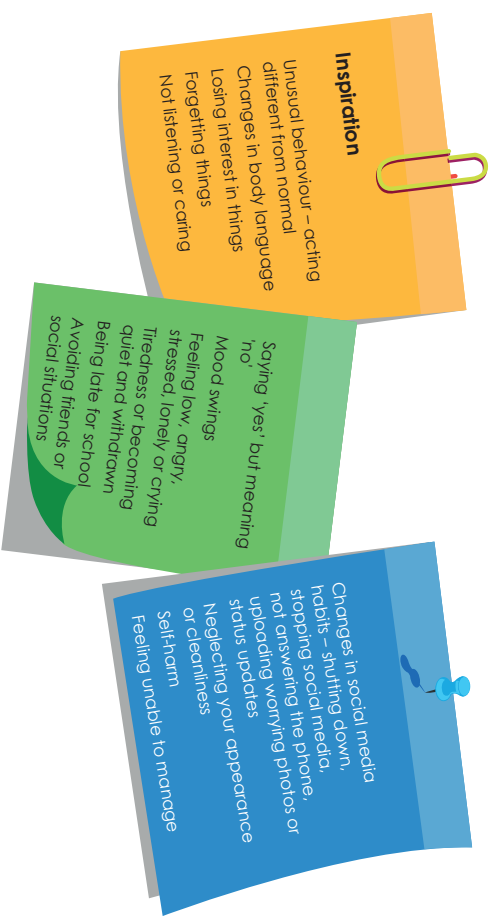 Inspiration
Unusual behaviour – acting
different from normal
Changes in body language
Losing interest in things
Forgetting things
Not listening or caring
Saying 'yes' but meaning
'no'
Mood swings
Feeling low, angry,
stressed, lonely or crying
Tiredness or becoming
quiet and withdrawn
Being late for school
Avoiding friends or
social situations
Changes in social media
habits – shutting down,
stopping social media,
not answering the phone,
uploading worrying photos or
status updates
Neglecting your appearance
or cleanliness
Self-harm
Feeling unable to manage